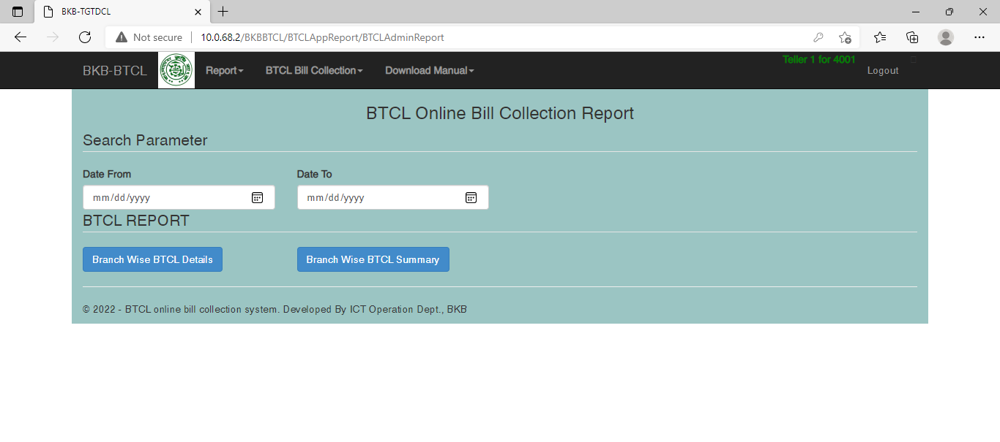 BKB-TGTDCL
Not secure
10.0.68.2/BKBBTCL/BTCLAppReport/BTCLAdminReport
BKB-BTCL
Report
BTCL Bill Collection
Download Manual
Teller 1 for 4001
Logout
BTCL Online Bill Collection Report
Search Parameter
Date From
Date To
mm/dd/yyyy
mm/dd/yyyy
BTCL REPORT
Branch Wise BTCL Details
Branch Wise BTCL Summary
© 2022 - BTCL online bill collection system. Developed By ICT Operation Dept., BKB